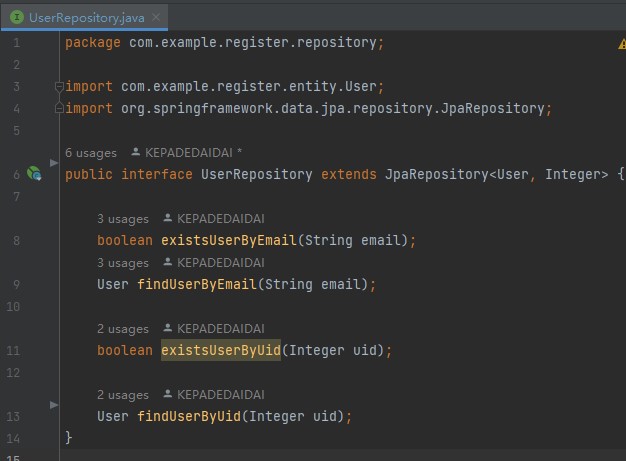 UserRepository.java
1 package com.example.register.repository;
2
3 import com.example.register.entity.User;
4 import org.springframework.data.jpa.repository.JpaRepository;
5
6 usages KEPADEDAIDAI *
6 public interface UserRepository extends JpaRepository<User, Integer> {
7
3 usages KEPADEDAIDAI
8 boolean existsUserByEmail(String email);
3 usages KEPADEDAIDAI
9 User findUserByEmail(String email);
10
2 usages KEPADEDAIDAI
11 boolean existsUserByUid(Integer uid);
12
2 usages KEPADEDAIDAI
13 User findUserByUid(Integer uid);
14 }
15